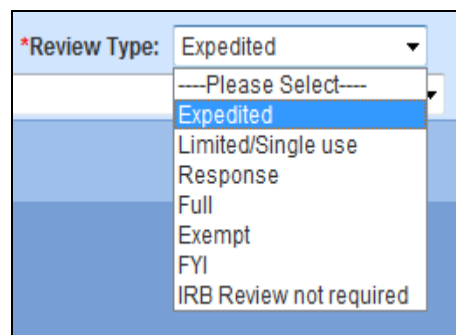 *Review Type: Expedited
----Please Select----
Expedited
Limited/Single use
Response
Full
Exempt
FYI
IRB Review not required